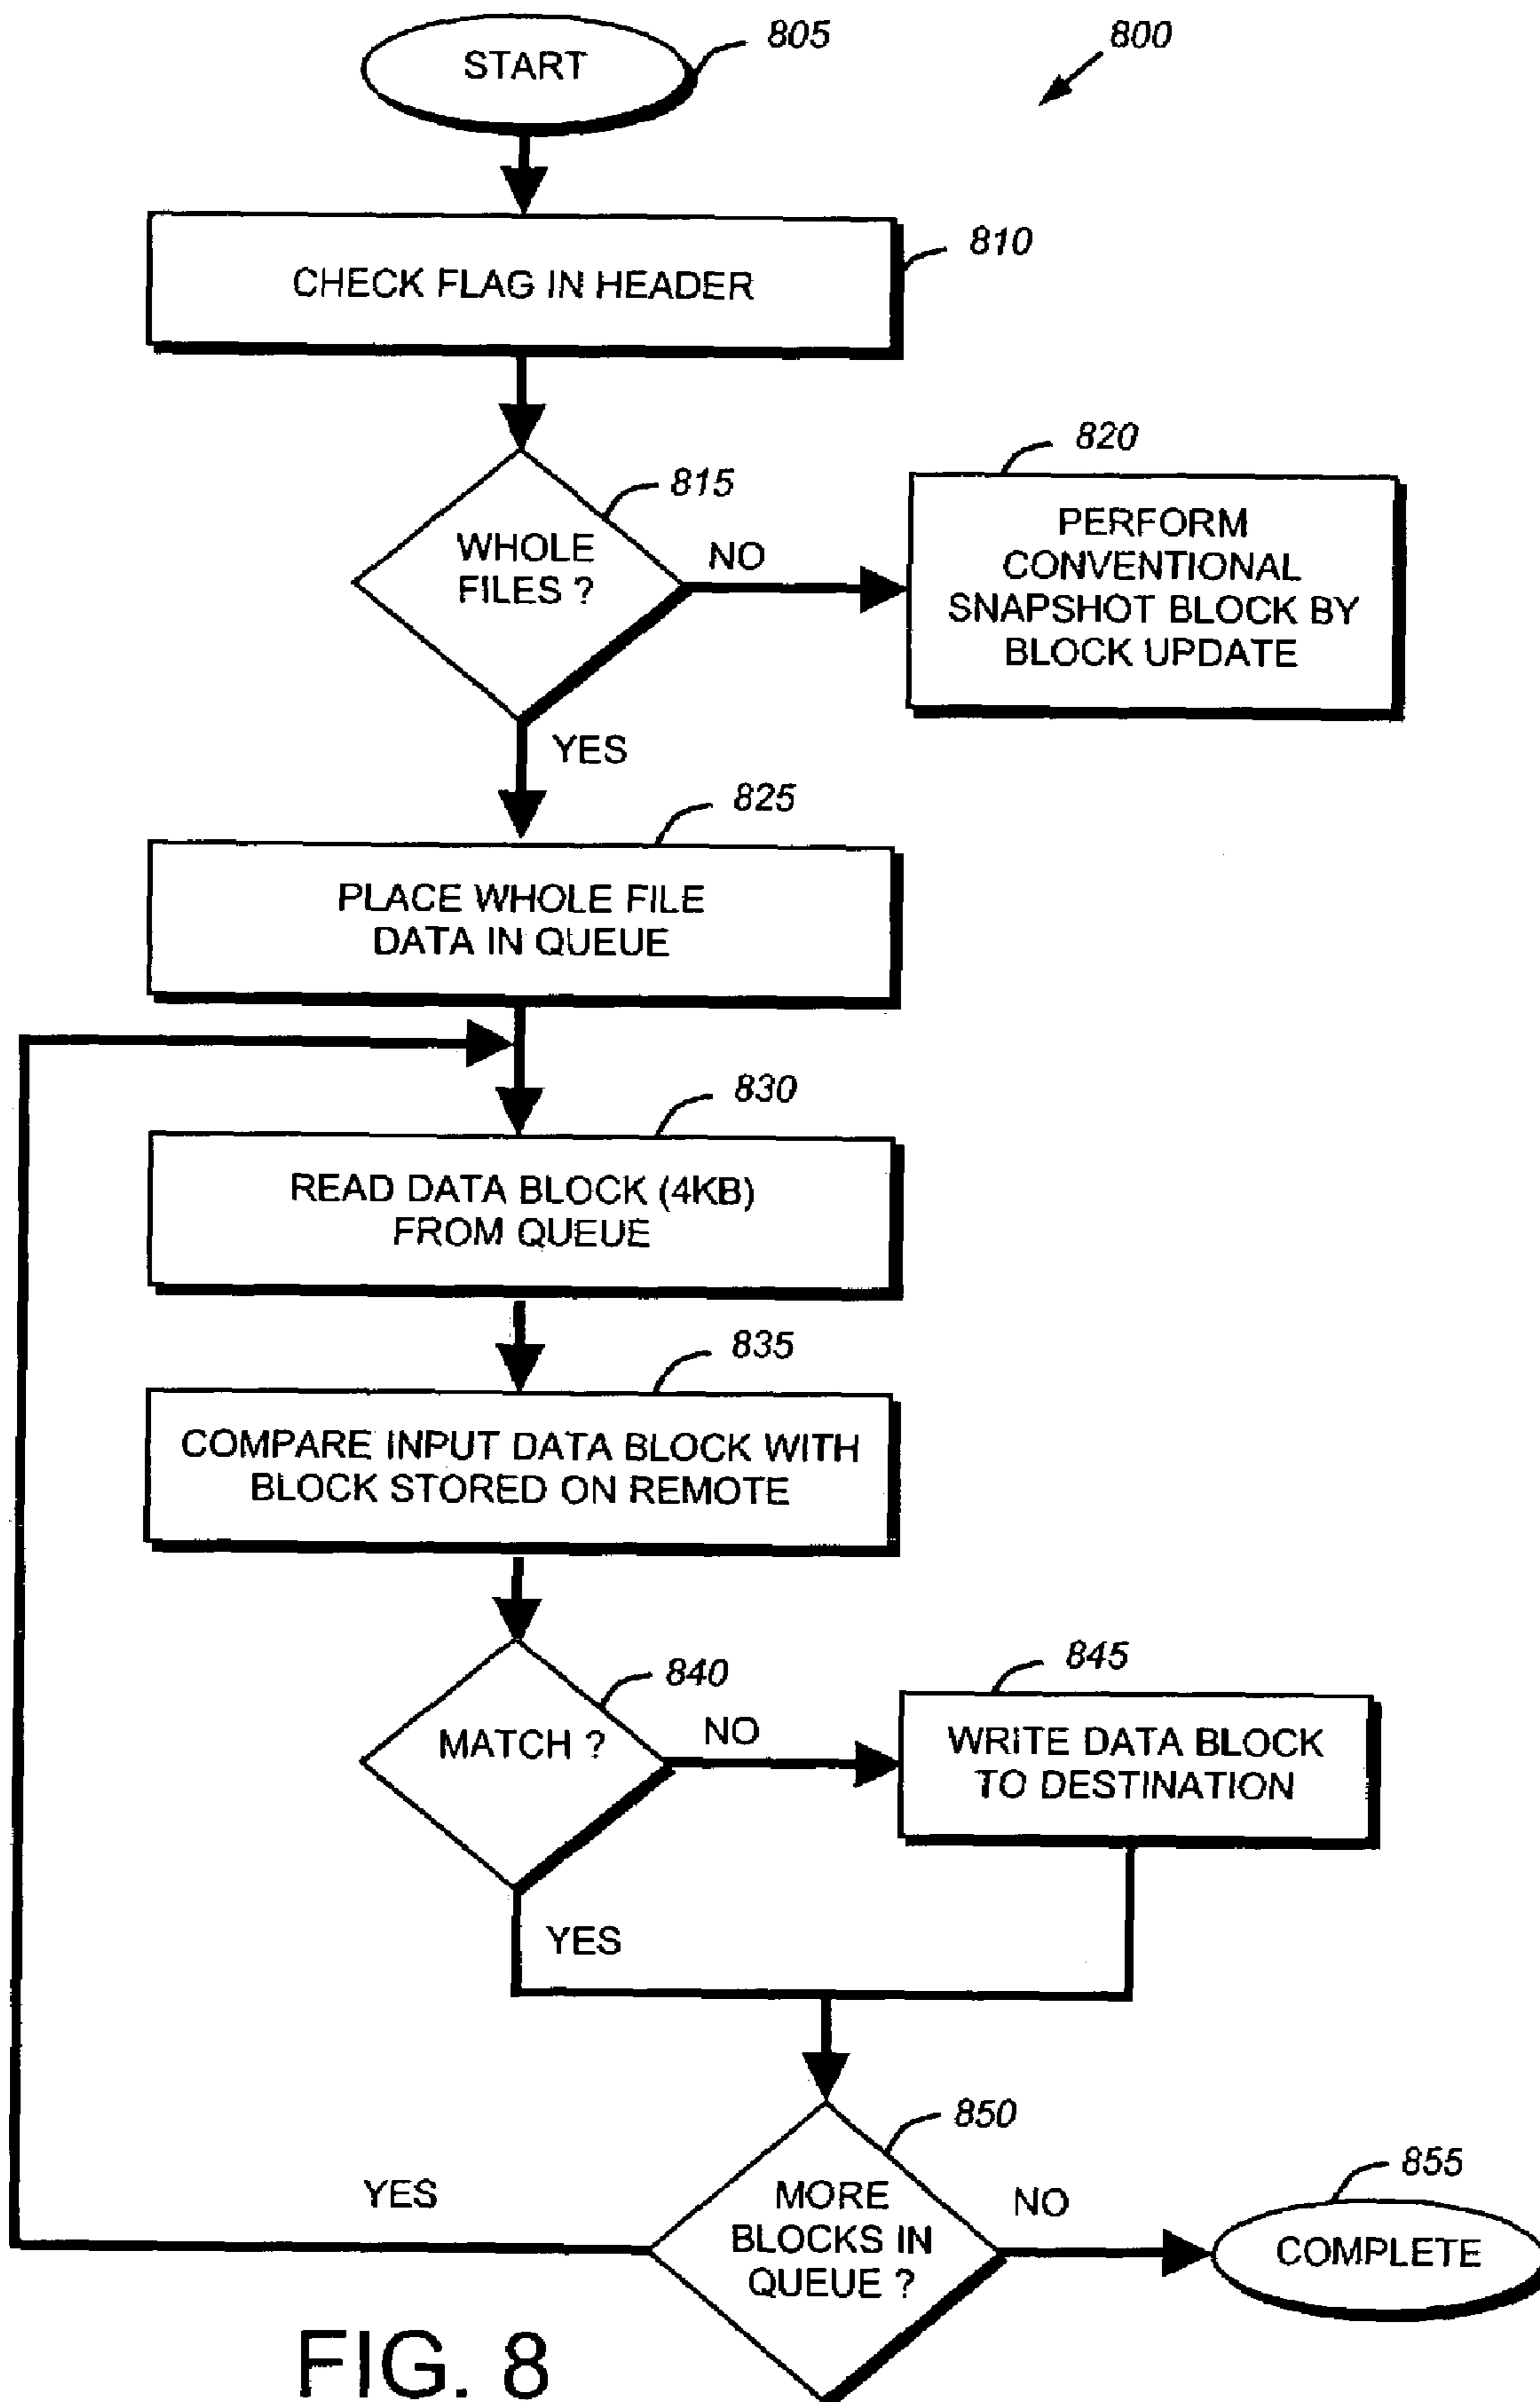 START
805
800
CHECK FLAG IN HEADER
810
WHOLE
FILES ?
815
NO
820
PERFORM
CONVENTIONAL
SNAPSHOT BLOCK BY
BLOCK UPDATE
YES
825
PLACE WHOLE FILE
DATA IN QUEUE
830
READ DATA BLOCK (4KB)
FROM QUEUE
835
COMPARE INPUT DATA BLOCK WITH
BLOCK STORED ON REMOTE
840
MATCH ?
NO
845
WRITE DATA BLOCK
TO DESTINATION
YES
850
MORE
BLOCKS IN
QUEUE ?
YES
NO
855
COMPLETE
FIG. 8